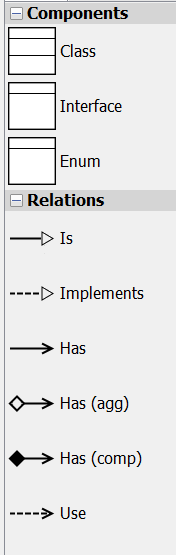 Components
Class
Interface
Enum
Relations
Is
Implements
Has
Has (agg)
Has (comp)
Use